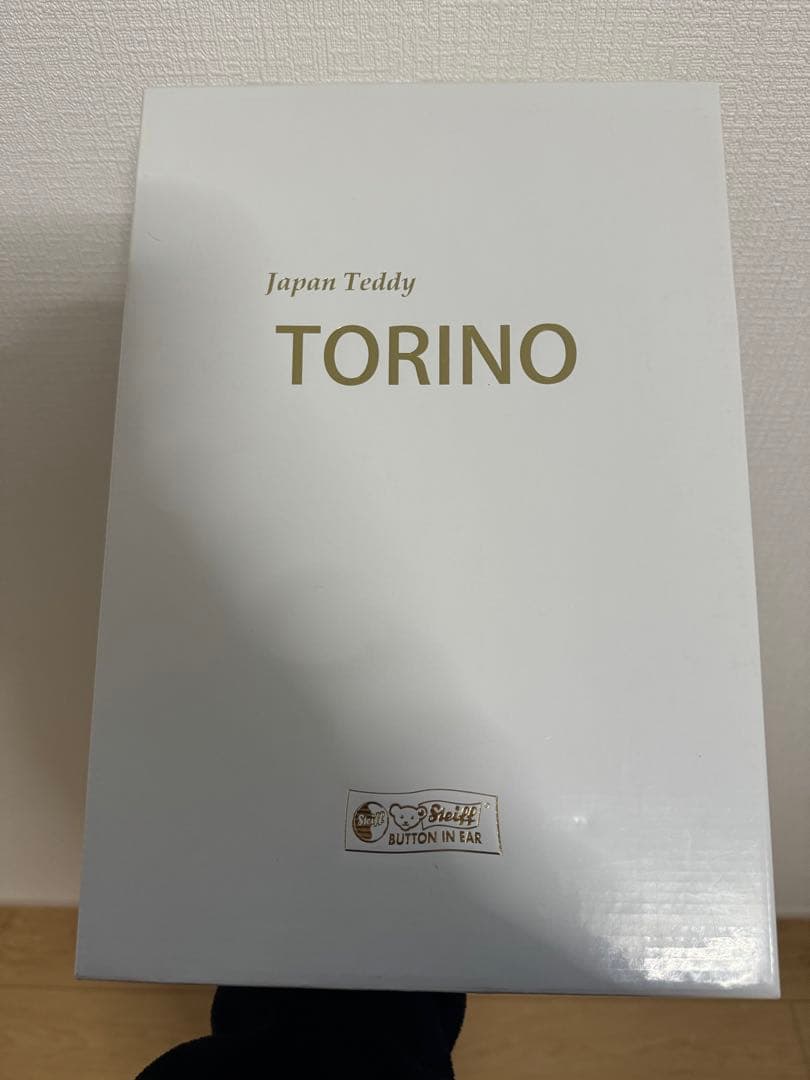 Japan Teddy
TORINO
Steiff
Steiff
BUTTON IN EAR